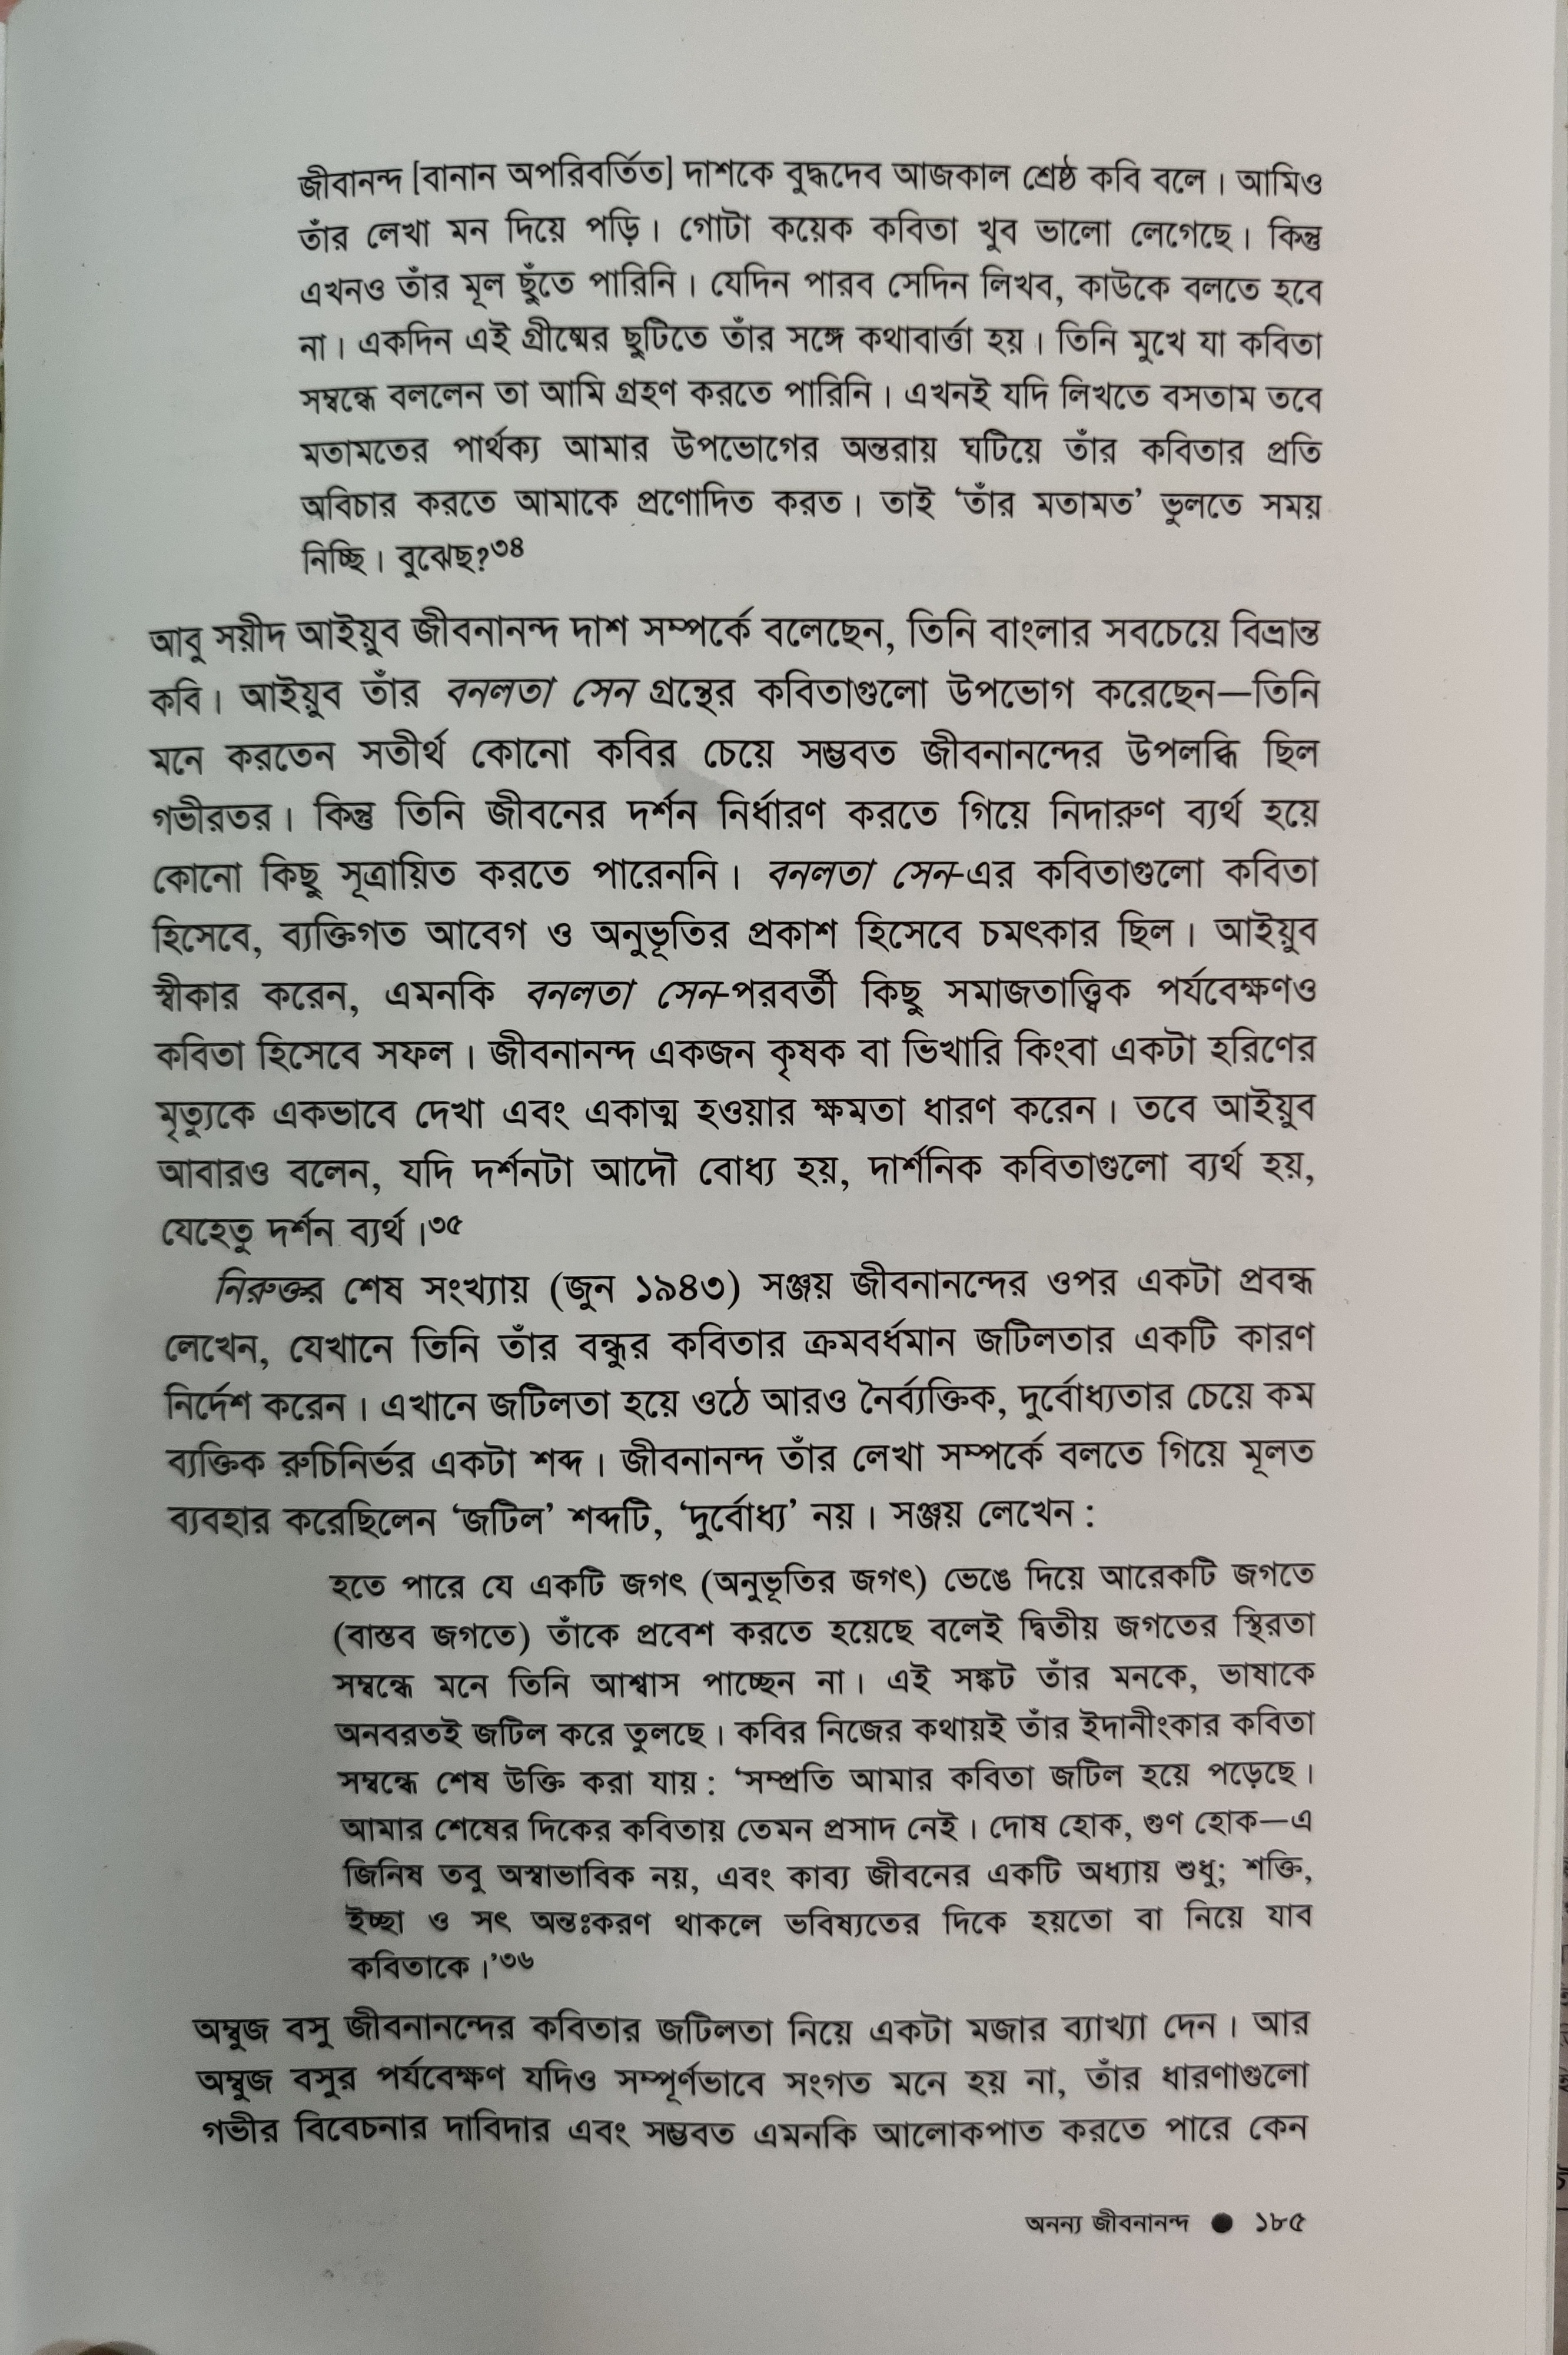 জীবানন্দ [বানান অপরিবর্তিত] দাশকে বুদ্ধদেব আজকাল শ্রেষ্ঠ কবি বলে। আমিও
তাঁর লেখা মন দিয়ে পড়ি। গোটা কয়েক কবিতা খুব ভালো লেগেছে। কিন্তু
এখনও তাঁর মূল ছুঁতে পারিনি। যেদিন পারব সেদিন লিখব, কাউকে বলতে হবে
না। একদিন এই গ্রীষ্মের ছুটিতে তাঁর সঙ্গে কথাবার্ত্তা হয়। তিনি মুখে যা কবিতা
সম্বন্ধে বললেন তা আমি গ্রহণ করতে পারিনি। এখনই যদি লিখতে বসতাম তবে
মতামতের পার্থক্য আমার উপভোগের অন্তরায় ঘটিয়ে তাঁর কবিতার প্রতি
অবিচার করতে আমাকে প্রণোদিত করত। তাই ‘তাঁর মতামত’ ভুলতে সময়
নিচ্ছি। বুঝেছ?৩৪
আবু সয়ীদ আইয়ুব জীবনানন্দ দাশ সম্পর্কে বলেছেন, তিনি বাংলার সবচেয়ে বিভ্রান্ত
কবি। আইয়ুব তাঁর বনলতা সেন গ্রন্থের কবিতাগুলো উপভোগ করেছেন—তিনি
মনে করতেন সতীর্থ কোনো কবির চেয়ে সম্ভবত জীবনানন্দের উপলব্ধি ছিল
গভীরতর। কিন্তু তিনি জীবনের দর্শন নির্ধারণ করতে গিয়ে নিদারুণ ব্যর্থ হয়ে
কোনো কিছু সূত্রায়িত করতে পারেননি। বনলতা সেন-এর কবিতাগুলো কবিতা
হিসেবে, ব্যক্তিগত আবেগ ও অনুভূতির প্রকাশ হিসেবে চমৎকার ছিল। আইয়ুব
স্বীকার করেন, এমনকি বনলতা সেন-পরবর্তী কিছু সমাজতাত্ত্বিক পর্যবেক্ষণও
কবিতা হিসেবে সফল। জীবনানন্দ একজন কৃষক বা ভিখারি কিংবা একটা হরিণের
মৃত্যুকে একভাবে দেখা এবং একাত্ম হওয়ার ক্ষমতা ধারণ করেন। তবে আইয়ুব
আবারও বলেন, যদি দর্শনটা আদৌ বোধ্য হয়, দার্শনিক কবিতাগুলো ব্যর্থ হয়,
যেহেতু দর্শন ব্যর্থ।৩৫
নিরুক্তর শেষ সংখ্যায় (জুন ১৯৪৩) সঞ্জয় জীবনানন্দের ওপর একটা প্রবন্ধ
লেখেন, যেখানে তিনি তাঁর বন্ধুর কবিতার ক্রমবর্ধমান জটিলতার একটি কারণ
নির্দেশ করেন। এখানে জটিলতা হয়ে ওঠে আরও নৈর্ব্যক্তিক, দুর্বোধ্যতার চেয়ে কম
ব্যক্তিক রুচিনির্ভর একটা শব্দ। জীবনানন্দ তাঁর লেখা সম্পর্কে বলতে গিয়ে মূলত
ব্যবহার করেছিলেন ‘জটিল’ শব্দটি, ‘দুর্বোধ্য’ নয়। সঞ্জয় লেখেন :
হতে পারে যে একটি জগৎ (অনুভূতির জগৎ) ভেঙে দিয়ে আরেকটি জগতে
(বাস্তব জগতে) তাঁকে প্রবেশ করতে হয়েছে বলেই দ্বিতীয় জগতের স্থিরতা
সম্বন্ধে মনে তিনি আশ্বাস পাচ্ছেন না। এই সঙ্কট তাঁর মনকে, ভাষাকে
অনবরতই জটিল করে তুলছে। কবির নিজের কথায়ই তাঁর ইদানীংকার কবিতা
সম্বন্ধে শেষ উক্তি করা যায় : ‘সম্প্রতি আমার কবিতা জটিল হয়ে পড়েছে।
আমার শেষের দিকের কবিতায় তেমন প্রসাদ নেই। দোষ হোক, গুণ হোক—এ
জিনিষ তবু অস্বাভাবিক নয়, এবং কাব্য জীবনের একটি অধ্যায় শুধু; শক্তি,
ইচ্ছা ও সৎ অন্তঃকরণ থাকলে ভবিষ্যতের দিকে হয়তো বা নিয়ে যাব
কবিতাকে।’৩৬
অম্বুজ বসু জীবনানন্দের কবিতার জটিলতা নিয়ে একটা মজার ব্যাখ্যা দেন। আর
অম্বুজ বসুর পর্যবেক্ষণ যদিও সম্পূর্ণভাবে সংগত মনে হয় না, তাঁর ধারণাগুলো
গভীর বিবেচনার দাবিদার এবং সম্ভবত এমনকি আলোকপাত করতে পারে কেন
অনন্য জীবনানন্দ ● ১৮৫